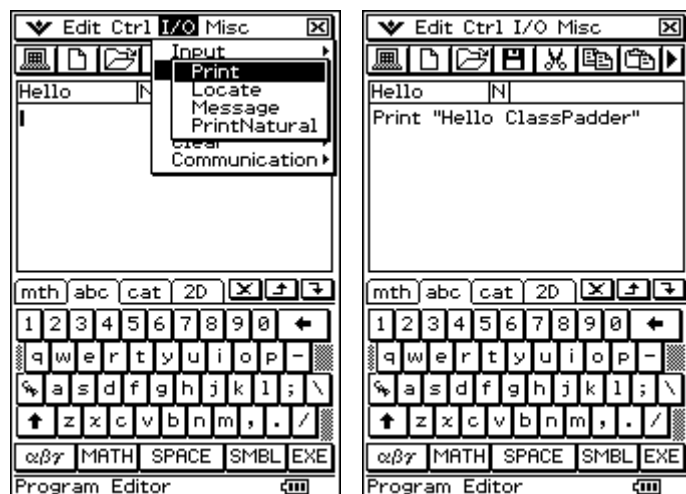 Edit Ctrl I/O Misc
Input
Print
Locate
Message
PrintNatural
Clear
Communication
Hello N
mth abc cat 2D
1 2 3 4 5 6 7 8 9 0
q w e r t y u i o p -
a s d f g h j k l ; \
z x c v b n m , . /
αβγ MATH SPACE SMBL EXE
Program Editor
Edit Ctrl I/O Misc
Hello N
Print "Hello ClassPadder"
mth abc cat 2D
1 2 3 4 5 6 7 8 9 0
q w e r t y u i o p -
a s d f g h j k l ; \
z x c v b n m , . /
αβγ MATH SPACE SMBL EXE
Program Editor